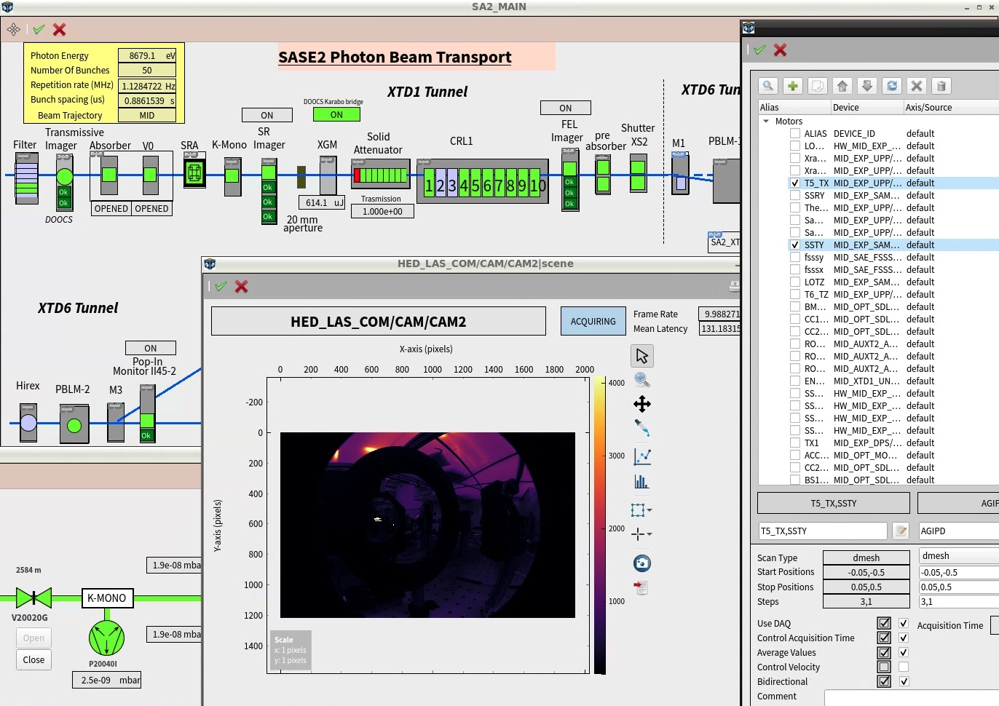 SA2_MAIN
Photon Energy 8679.1 eV
Number Of Bunches 50
Repetition rate (MHz) 1.1284722 Hz
Bunch spacing (us) 0.8861539 s
Beam Trajectory MID
SASE2 Photon Beam Transport
XTD1 Tunnel
XTD6 Tun
DOOCS Karabo bridge
ON
ON
ON
Filter
Transmissive
Imager
Absorber
V0
SRA
K-Mono
SR
Imager
XGM
Solid
Attenuator
CRL1
FEL
Imager
pre
absorber
Shutter
XS2
M1
PBLM-1
1 2 3 4 5 6 7 8 9 10
Ok
Ok
Ok
Ok
Ok
Ok
Ok
Ok
DOOCS
OPENED OPENED
614.1 uJ
20 mm
aperture
Trasmission
1.000e+00
SA2_XT
XTD6 Tunnel
ON
Pop-In
Monitor II45-2
Hirex
PBLM-2
M3
Ok
2584 m
K-MONO
V20020G
Open
Close
P20040I
2.5e-09 mbar
1.9e-08 mba
1.9e-08 mba
HED_LAS_COM/CAM/CAM2|scene
HED_LAS_COM/CAM/CAM2
ACQUIRING
Frame Rate 9.988271
Mean Latency 131.18315
X-axis (pixels)
0 200 400 600 800 1000 1200 1400 1600 1800 2000
Y-axis (pixels)
-200
0
200
400
600
800
1000
1200
1400
4000
3000
2000
1000
Scale
x: 1 pixels
y: 1 pixels
Alias Device Axis/Source
Motors
ALIAS DEVICE_ID default
LO... HW_MID_EXP_... default
Xra... MID_EXP_UPP/... default
Xra... MID_EXP_UPP/... default
T5_TX MID_EXP_UPP/... default
SSRY MID_EXP_SAM... default
The... MID_EXP_UPP/... default
Sa... MID_EXP_UPP/... default
Sa... MID_EXP_UPP/... default
SSTY MID_EXP_SAM... default
fsssy MID_SAE_FSSS... default
fsssx MID_SAE_FSSS... default
LOTZ MID_EXP_SAM... default
T6_TZ MID_EXP_UPP/... default
BM... MID_OPT_SDL... default
CC1... MID_OPT_SDL... default
CC2... MID_OPT_SDL... default
RO... MID_AUXT2_A... default
RO... MID_AUXT2_A... default
RO... MID_AUXT2_A... default
EN... MID_XTD1_UN... default
SS... HW_MID_EXP_... default
SS... HW_MID_EXP_... default
SS... HW_MID_EXP_... default
SS... HW_MID_EXP_... default
TX1 MID_EXP_DPS/... default
ACC... MID_OPT_MO... default
CC2... MID_OPT_SDL... default
BS1... MID_OPT_SDL... default
T5_TX,SSTY AGIP
T5_TX,SSTY AGIPD
Scan Type dmesh dmesh
Start Positions -0.05,-0.5 -0.05,-0.5
Stop Positions 0.05,0.5 0.05,0.5
Steps 3,1 3,1
Use DAQ Acquisition Time
Control Acquisition Time
Average Values
Control Velocity
Bidirectional
Comment